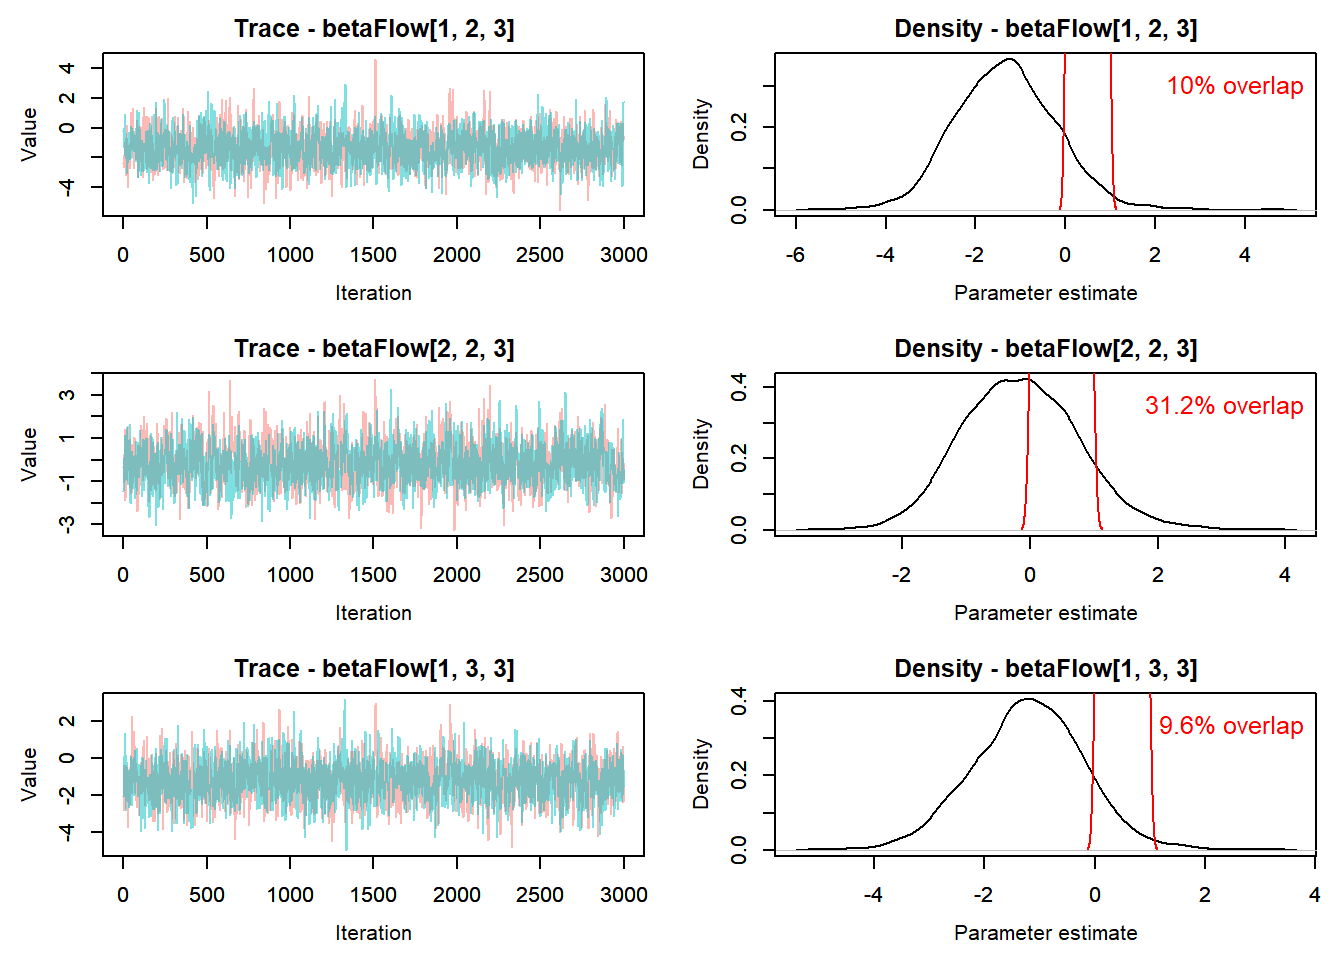 Trace - betaFlow[1, 2, 3]
Value
4
2
0
-4
0 500 1000 1500 2000 2500 3000
Iteration
Density - betaFlow[1, 2, 3]
10% overlap
Density
0.2
0.0
-6 -4 -2 0 2 4
Parameter estimate
Trace - betaFlow[2, 2, 3]
Value
3
1
-1
-3
0 500 1000 1500 2000 2500 3000
Iteration
Density - betaFlow[2, 2, 3]
31.2% overlap
Density
0.4
0.2
0.0
-2 0 2 4
Parameter estimate
Trace - betaFlow[1, 3, 3]
Value
2
0
-2
-4
0 500 1000 1500 2000 2500 3000
Iteration
Density - betaFlow[1, 3, 3]
9.6% overlap
Density
0.4
0.2
0.0
-4 -2 0 2 4
Parameter estimate